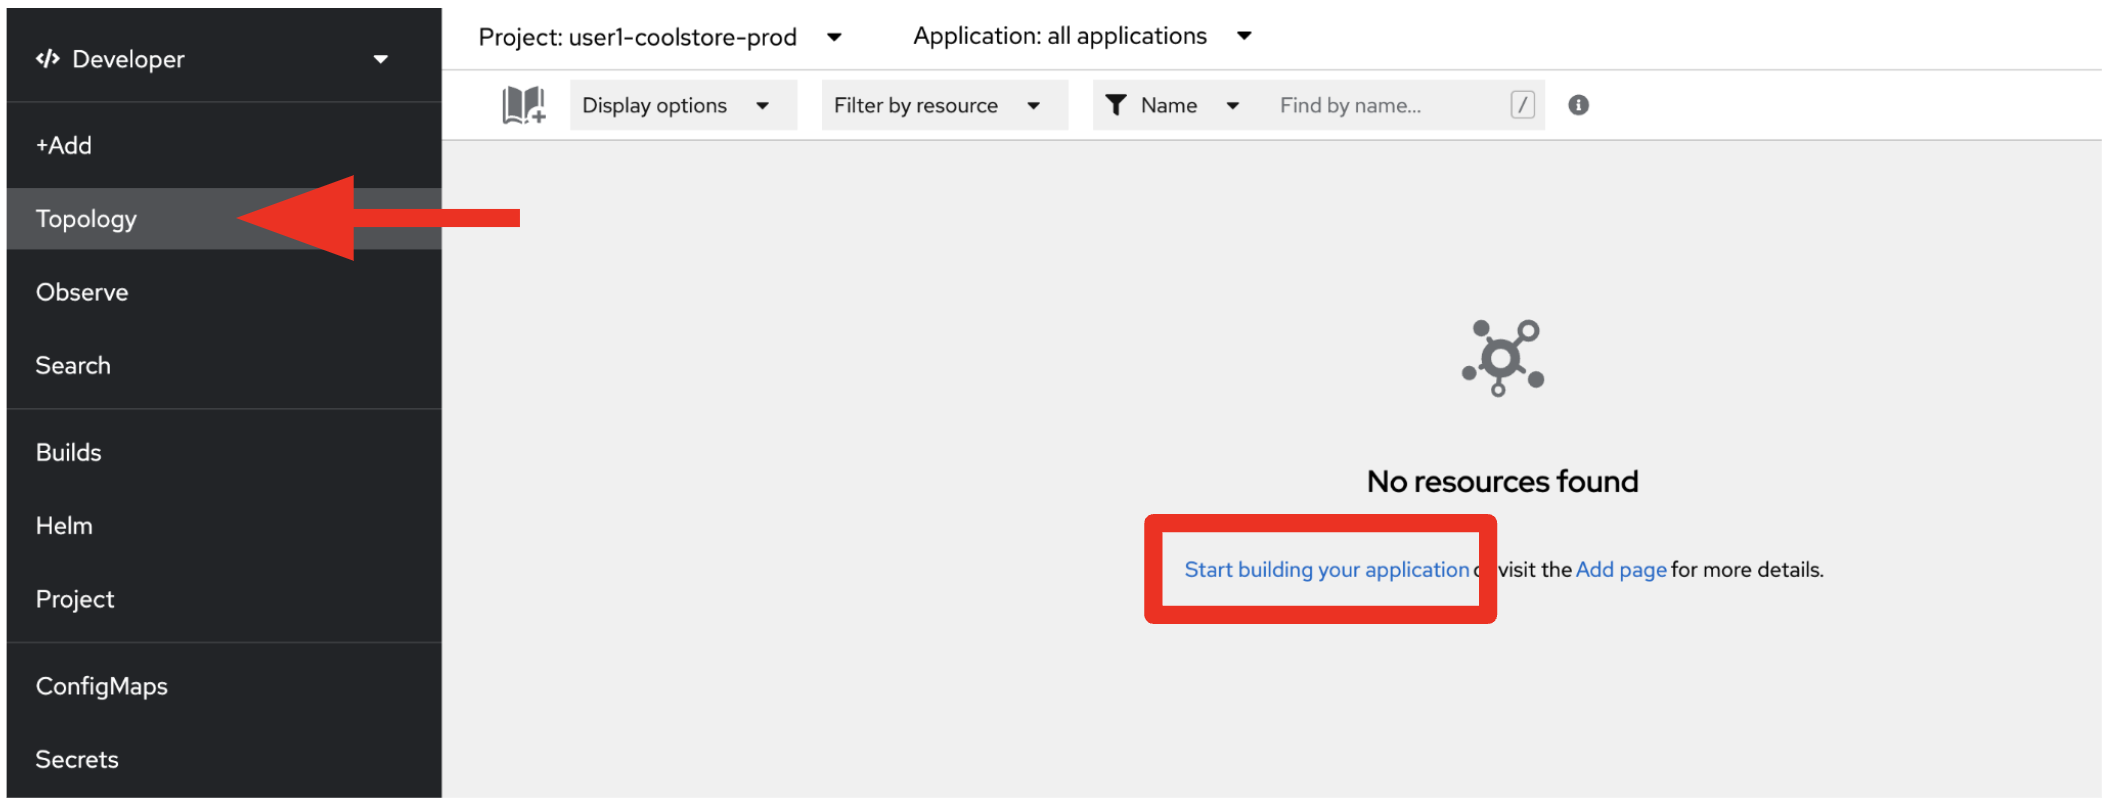 Developer
+Add
Topology
Observe
Search
Builds
Helm
Project
ConfigMaps
Secrets
Project: user1-coolstore-prod Application: all applications
Display options Filter by resource Name Find by name... /
No resources found
Start building your application visit the Add page for more details.